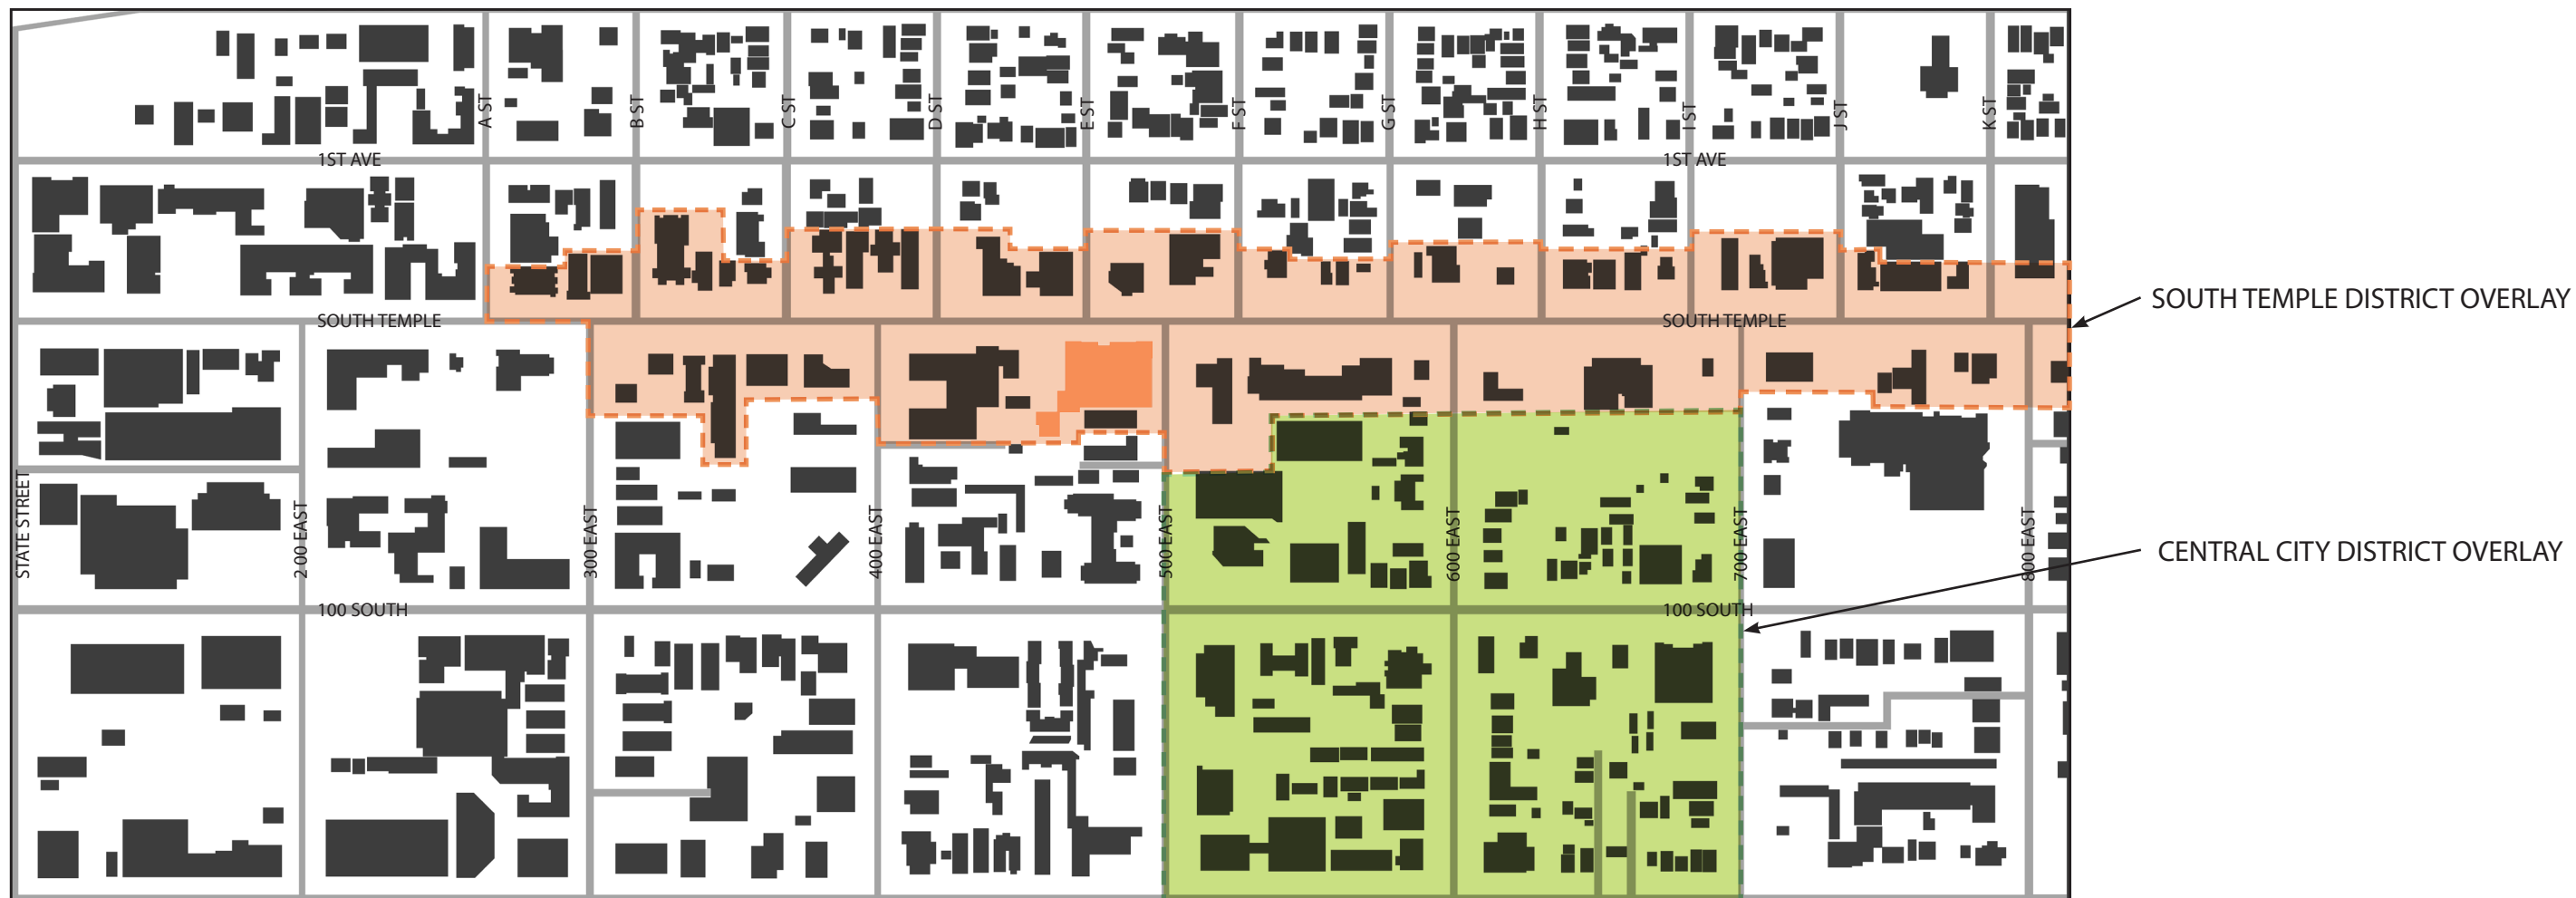 A ST
B ST
C ST
D ST
E ST
F ST
G ST
H ST
I ST
J ST
K ST
1ST AVE
1ST AVE
SOUTH TEMPLE
SOUTH TEMPLE
SOUTH TEMPLE DISTRICT OVERLAY
STATE STREET
2 00 EAST
300 EAST
400 EAST
500 EAST
600 EAST
700 EAST
800 EAST
CENTRAL CITY DISTRICT OVERLAY
100 SOUTH
100 SOUTH